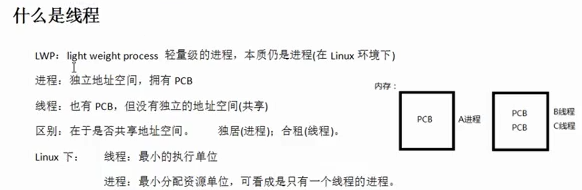 什么是线程
LWP：light weight process 轻量级的进程，本质仍是进程(在 Linux 环境下)
进程：独立地址空间，拥有 PCB
线程：也有 PCB，但没有独立的地址空间(共享)
区别：在于是否共享地址空间。 独居(进程)；合租(线程)。
Linux 下： 线程：最小的执行单位
进程：最小分配资源单位，可看成是只有一个线程的进程。
内存：
PCB
A进程
PCB
PCB
B线程
C线程